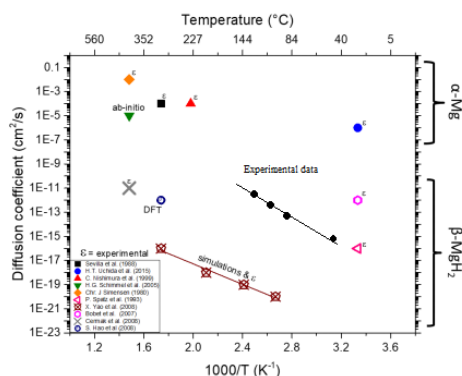 Temperature (°C)
560 352 227 144 84 40 5
0.1
1E-3
1E-5
1E-7
1E-9
1E-11
1E-13
1E-15
1E-17
1E-19
1E-21
1E-23
Diffusion coefficient (cm²/s)
ε
ε
ε
ab-initio
ε
Experimental data
ε
ε
DFT
ε
simulations & ε
α-Mg
β-MgH₂
ε = experimental
Sevilla et al. (1988)
H.T. Uchida et al. (2015)
C. Nishimura et al. (1999)
H.G. Schimmel et al. (2005)
Chr. J. Simensen (1980)
P. Spatz et al. (1993)
X. Yao et al. (2006)
Bobet et al. (2007)
Cermak et al. (2008)
S. Hao et al (2008)
1.2 1.6 2.0 2.4 2.8 3.2 3.6
1000/T (K⁻¹)